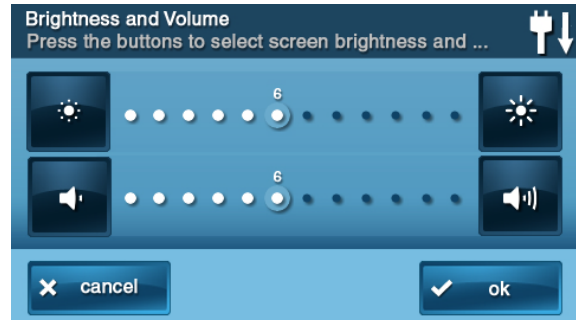 Brightness and Volume
Press the buttons to select screen brightness and ...
6
6
cancel
ok